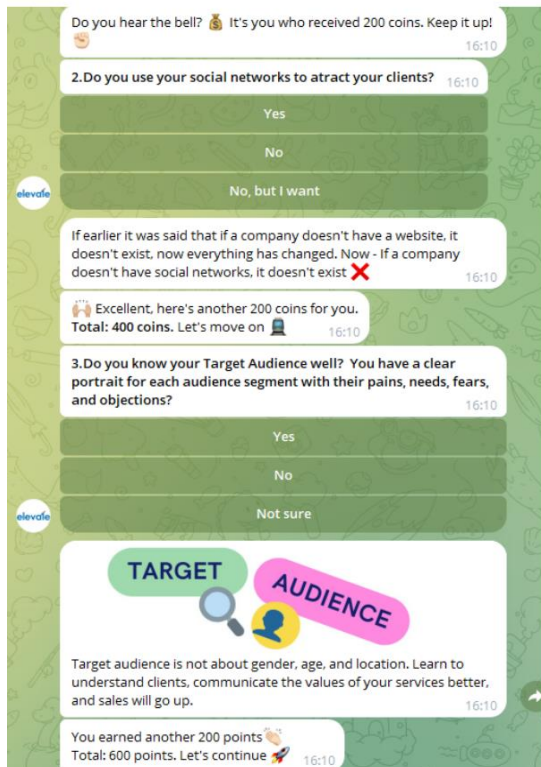 Do you hear the bell? 💰 It's you who received 200 coins. Keep it up!
✊🏻
16:10
2.Do you use your social networks to atract your clients?
16:10
Yes
No
No, but I want
elevate
If earlier it was said that if a company doesn't have a website, it
doesn't exist, now everything has changed. Now - If a company
doesn't have social networks, it doesn't exist ❌
16:10
🙌🏻 Excellent, here's another 200 coins for you.
Total: 400 coins. Let's move on 🚊
16:10
3.Do you know your Target Audience well? You have a clear
portrait for each audience segment with their pains, needs, fears,
and objections?
16:10
Yes
No
Not sure
elevate
TARGET
AUDIENCE
Target audience is not about gender, age, and location. Learn to
understand clients, communicate the values of your services better,
and sales will go up.
16:10
You earned another 200 points👏🏻
Total: 600 points. Let's continue 🚀
16:10